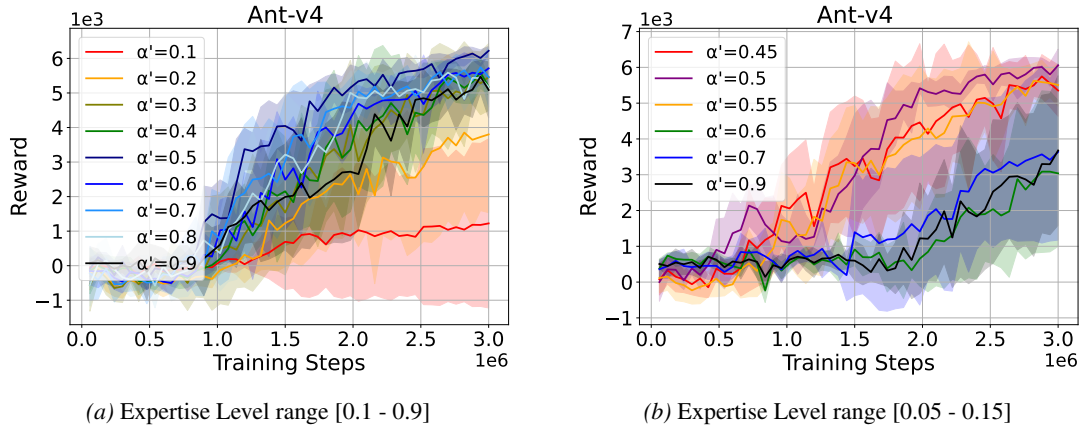 Ant-v4
1e3
Reward
6
5
4
3
2
1
0
−1
α'=0.1
α'=0.2
α'=0.3
α'=0.4
α'=0.5
α'=0.6
α'=0.7
α'=0.8
α'=0.9
0.0 0.5 1.0 1.5 2.0 2.5 3.0
Training Steps 1e6
(a) Expertise Level range [0.1 - 0.9]
Ant-v4
1e3
Reward
7
6
5
4
3
2
1
0
−1
α'=0.45
α'=0.5
α'=0.55
α'=0.6
α'=0.7
α'=0.9
0.0 0.5 1.0 1.5 2.0 2.5 3.0
Training Steps 1e6
(b) Expertise Level range [0.05 - 0.15]